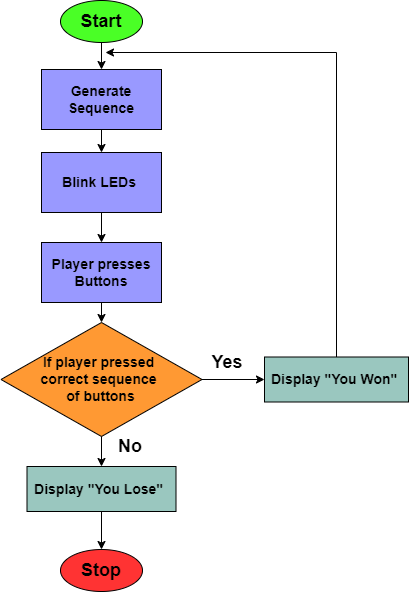 Start
Generate
Sequence
Blink LEDs
Player presses
Buttons
If player pressed
correct sequence
of buttons
Yes
Display "You Won"
No
Display "You Lose"
Stop